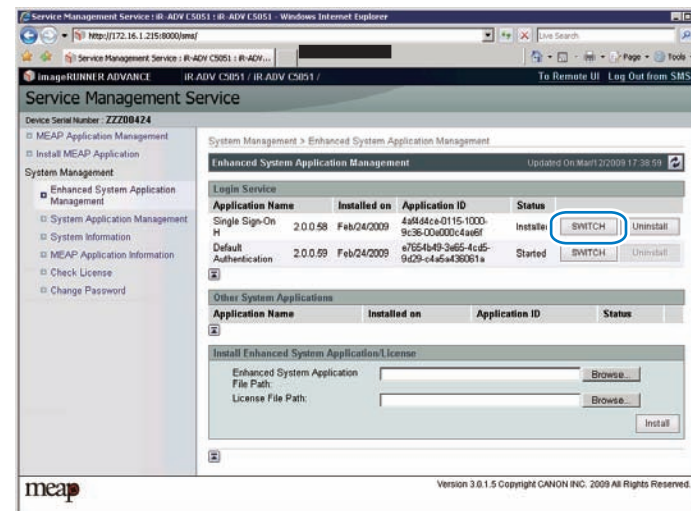 Service Management Service : iR-ADV C5051 : iR-ADV C5051 - Windows Internet Explorer
http://172.16.1.215:8000/sms/
Live Search
Service Management Service : iR-ADV C5051 : iR-ADV...
Page
Tools
imageRUNNER ADVANCE iR ADV C5051 / iR ADV C5051 /
To Remote UI Log Out from SMS
Service Management Service
Device Serial Number : ZZZ00424
MEAP Application Management
Install MEAP Application
System Management
Enhanced System Application Management
System Application Management
System Information
MEAP Application Information
Check License
Change Password
System Management > Enhanced System Application Management
Enhanced System Application Management
Updated On Mar/12/2009 17:38:59
Login Service
Application Name Installed on Application ID Status
Single Sign-On H 2.0.0.58 Feb/24/2009 4af4d4ce-0115-1000-9c36-00e000c4ae6f Installed SWITCH Uninstall
Default Authentication 2.0.0.59 Feb/24/2009 e7654b49-3e65-4cd5-9d29-c4a5a436061a Started SWITCH Uninstall
Other System Applications
Application Name Installed on Application ID Status
Install Enhanced System Application/License
Enhanced System Application File Path: Browse...
License File Path: Browse...
Install
meap
Version 3.0.1.5 Copyright CANON INC. 2009 All Rights Reserved.